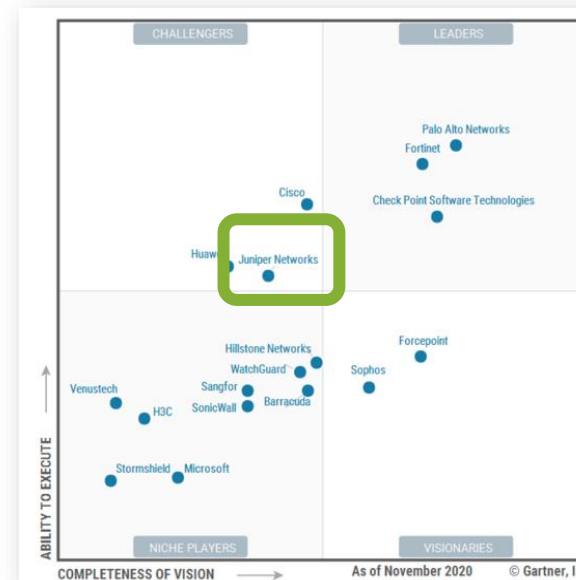 CHALLENGERS
LEADERS
Palo Alto Networks
Fortinet
Cisco
Check Point Software Technologies
Juniper Networks
Hillstone Networks
Forcepoint
WatchGuard
Sophos
Venustech
Sangfor
SonicWall
Barracuda
H3C
Stormshield
Microsoft
ABILITY TO EXECUTE
NICHE PLAYERS
VISIONARIES
COMPLETENESS OF VISION
As of November 2020
© Gartner,